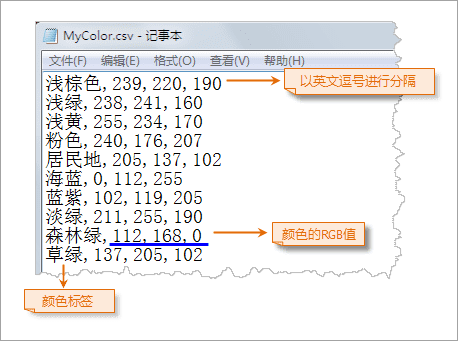 MyColor.csv - 记事本
文件(F) 编辑(E) 格式(O) 查看(V) 帮助(H)
浅棕色,239,220,190
以英文逗号进行分隔
浅绿,238,241,160
浅黄,255,234,170
粉色,240,176,207
居民地,205,137,102
海蓝,0,112,255
蓝紫,102,119,205
淡绿,211,255,190
森林绿,112,168,0
颜色的RGB值
草绿,137,205,102
颜色标签